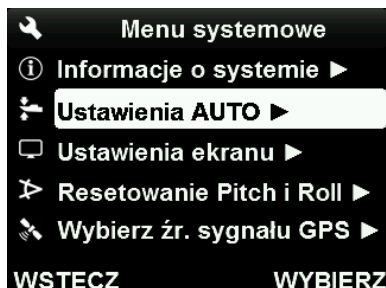 Menu systemowe
Informacje o systemie ►
Ustawienia AUTO ►
Ustawienia ekranu ►
Resetowanie Pitch i Roll ►
Wybierz źr. sygnału GPS ►
WSTECZ WYBIERZ